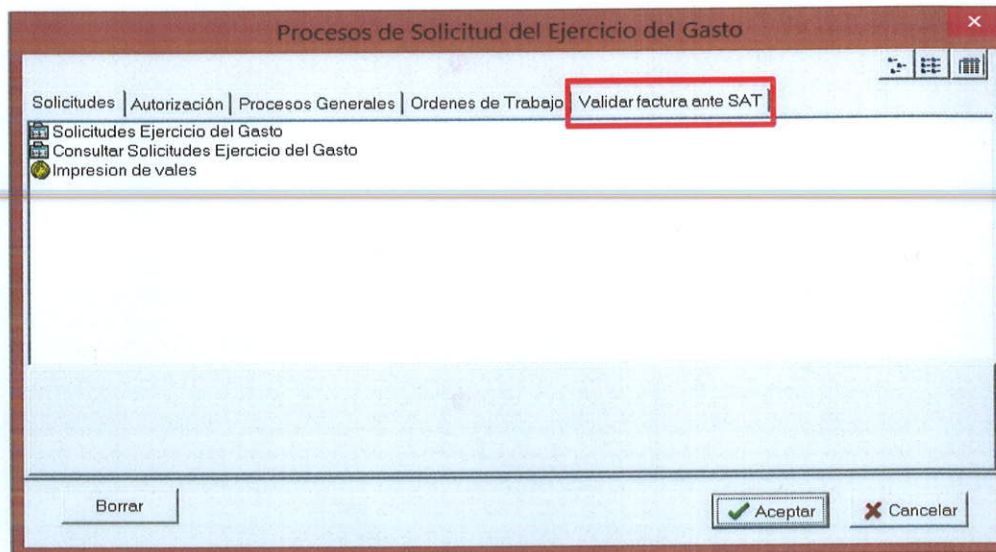 Procesos de Solicitud del Ejercicio del Gasto
Solicitudes Autorización Procesos Generales Ordenes de Trabajo Validar factura ante SAT
Solicitudes Ejercicio del Gasto
Consultar Solicitudes Ejercicio del Gasto
Impresion de vales
Borrar Aceptar Cancelar